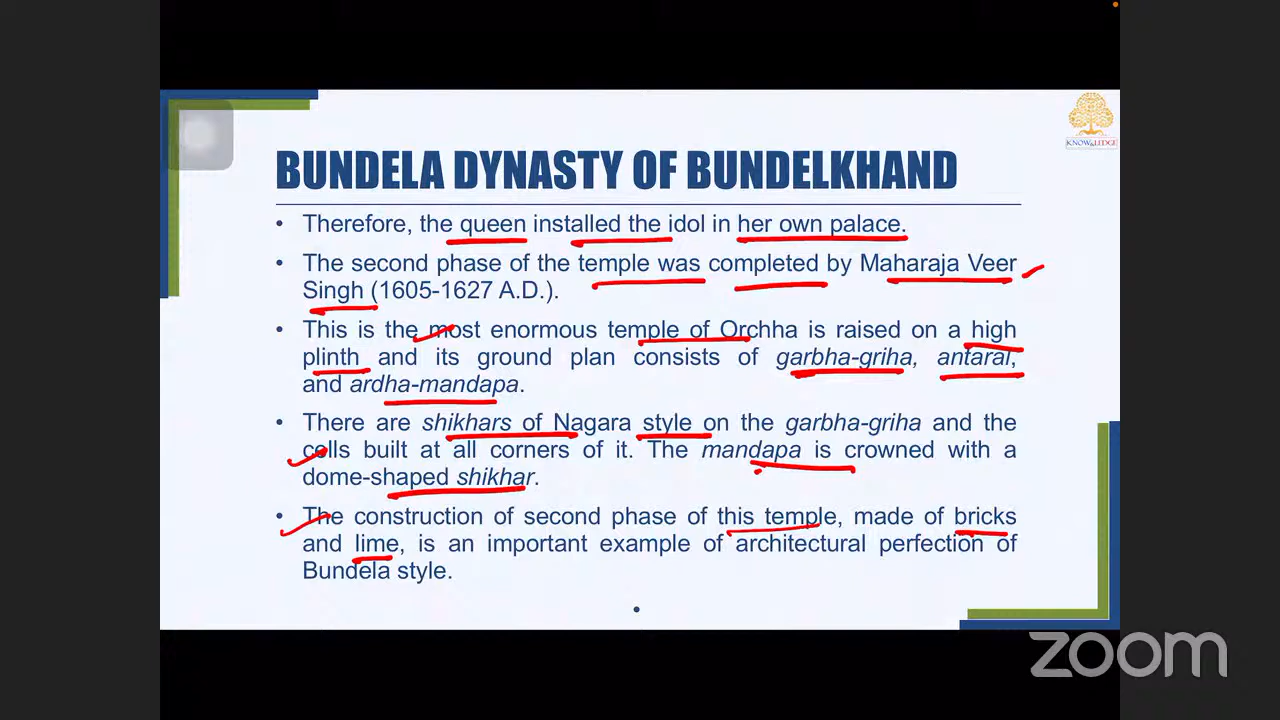 KNOWLEDGE
BUNDELA DYNASTY OF BUNDELKHAND
• Therefore, the queen installed the idol in her own palace.
• The second phase of the temple was completed by Maharaja Veer
Singh (1605-1627 A.D.).
• This is the most enormous temple of Orchha is raised on a high
plinth and its ground plan consists of garbha-griha, antaral,
and ardha-mandapa.
• There are shikhars of Nagara style on the garbha-griha and the
cells built at all corners of it. The mandapa is crowned with a
dome-shaped shikhar.
• The construction of second phase of this temple, made of bricks
and lime, is an important example of architectural perfection of
Bundela style.
•
zoom